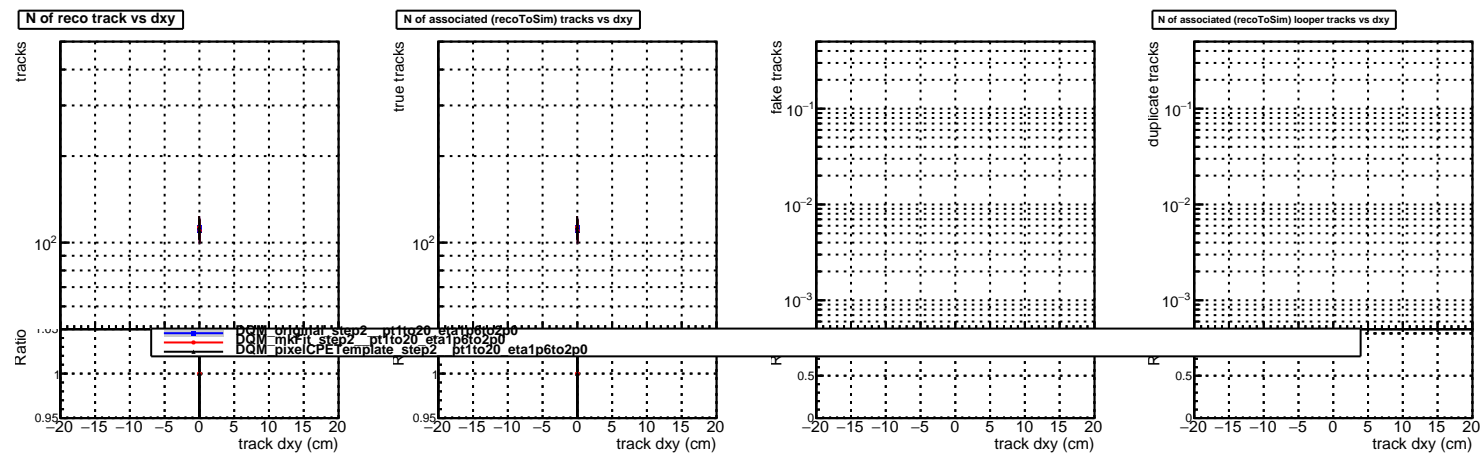 N of reco track vs dxy
tracks
10²
Ratio
1.05
1
0.95
−20 −15 −10 −5 0 5 10 15 20
track dxy (cm)
N of associated (recoToSim) tracks vs dxy
true tracks
10²
1
0.95
−20 −15 −10 −5 0 5 10 15 20
track dxy (cm)
fake tracks
10⁻¹
10⁻²
10⁻³
0.5
0
−20 −15 −10 −5 0 5 10 15 20
track dxy (cm)
N of associated (recoToSim) looper tracks vs dxy
duplicate tracks
10⁻¹
10⁻²
10⁻³
0.5
0
−20 −15 −10 −5 0 5 10 15 20
track dxy (cm)
DQM_original_step2__pt1to20_eta1p6to2p0
DQM_mkFit_step2__pt1to20_eta1p6to2p0
DQM_pixelCPETemplate_step2__pt1to20_eta1p6to2p0